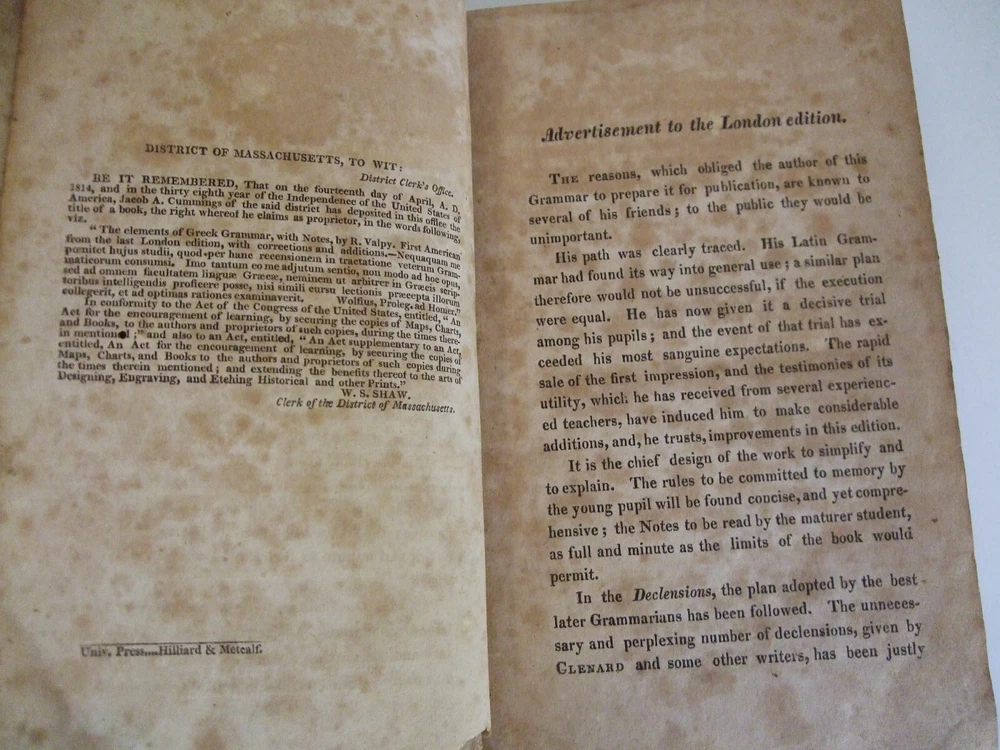 DISTRICT OF MASSACHUSETTS, TO WIT:
District Clerk's Office.
BE IT REMEMBERED, That on the fourteenth day of April, A. D.
1814, and in the thirty eighth year of the Independence of the United States of
America, Jacob A. Cummings of the said district has deposited in this office the
title of a book, the right whereof he claims as proprietor, in the words following,
viz.
"The elements of Greek Grammar, with Notes, by R. Valpy. First American
from the last London edition, with corrections and additions.—Nequaquam me
pœnitet hujus studii, quod per hanc recensionem in tractatione veterum Gram-
maticorum consumsi. Imo tantum eo me adjutum sentio, non modo ad hoc opus,
sed ad omnem facultatem linguæ Græcæ, neminem ut arbitrer in Græcis scrip-
toribus intelligendis proficere posse, nisi simili cursu lectionis præcepta illorum
collegerit, et ad optimas rationes examinaverit. Wolfius, Proleg. ad Homer."
In conformity to the Act of the Congress of the United States, entitled, "An
Act for the encouragement of learning, by securing the copies of Maps, Charts,
and Books, to the authors and proprietors of such copies, during the times there-
in mentioned;" and also to an Act, entitled, "An Act supplementary to an Act,
entitled, An Act for the encouragement of learning, by securing the copies of
Maps, Charts, and Books to the authors and proprietors of such copies during
the times therein mentioned; and extending the benefits thereof to the arts of
Designing, Engraving, and Etching Historical and other Prints."
W. S. SHAW.
Clerk of the District of Massachusetts.
Univ. Press....Hilliard & Metcalf.
Advertisement to the London edition.
THE reasons, which obliged the author of this
Grammar to prepare it for publication, are known to
several of his friends; to the public they would be
unimportant.
His path was clearly traced. His Latin Gram-
mar had found its way into general use; a similar plan
therefore would not be unsuccessful, if the execution
were equal. He has now given it a decisive trial
among his pupils; and the event of that trial has ex-
ceeded his most sanguine expectations. The rapid
sale of the first impression, and the testimonies of its
utility, which he has received from several experienc-
ed teachers, have induced him to make considerable
additions, and, he trusts, improvements in this edition.
It is the chief design of the work to simplify and
to explain. The rules to be committed to memory by
the young pupil will be found concise, and yet compre-
hensive; the Notes to be read by the maturer student,
as full and minute as the limits of the book would
permit.
In the Declensions, the plan adopted by the best
later Grammarians has been followed. The unneces-
sary and perplexing number of declensions, given by
CLENARD and some other writers, has been justly